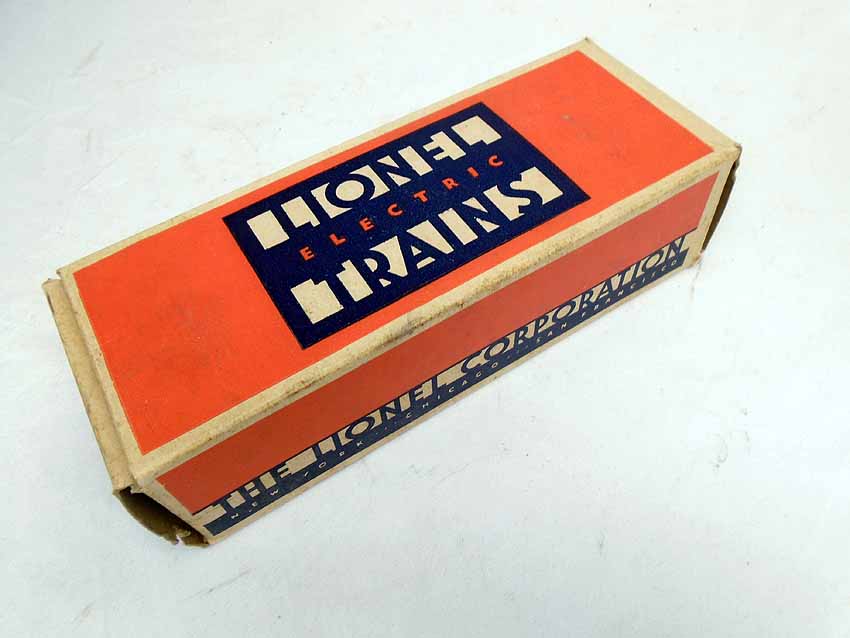 LIONEL
ELECTRIC
TRAINS
THE LIONEL CORPORATION
NEW YORK · CHICAGO · SAN FRANCISCO